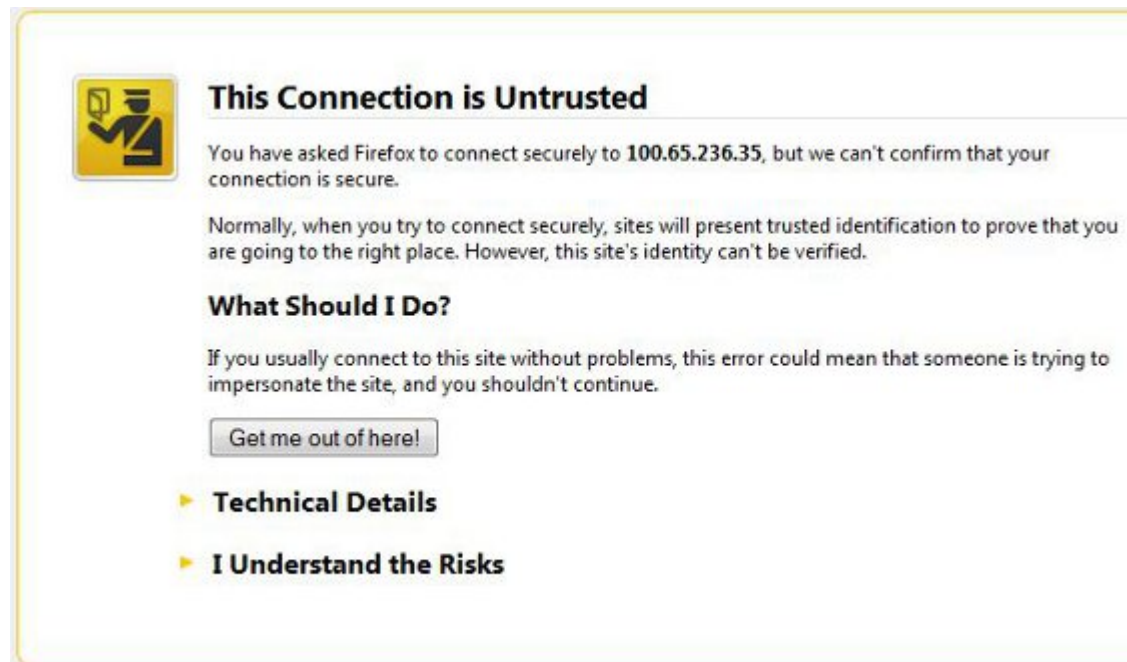 This Connection is Untrusted
You have asked Firefox to connect securely to 100.65.236.35, but we can't confirm that your
connection is secure.
Normally, when you try to connect securely, sites will present trusted identification to prove that you
are going to the right place. However, this site's identity can't be verified.
What Should I Do?
If you usually connect to this site without problems, this error could mean that someone is trying to
impersonate the site, and you shouldn't continue.
Get me out of here!
Technical Details
I Understand the Risks